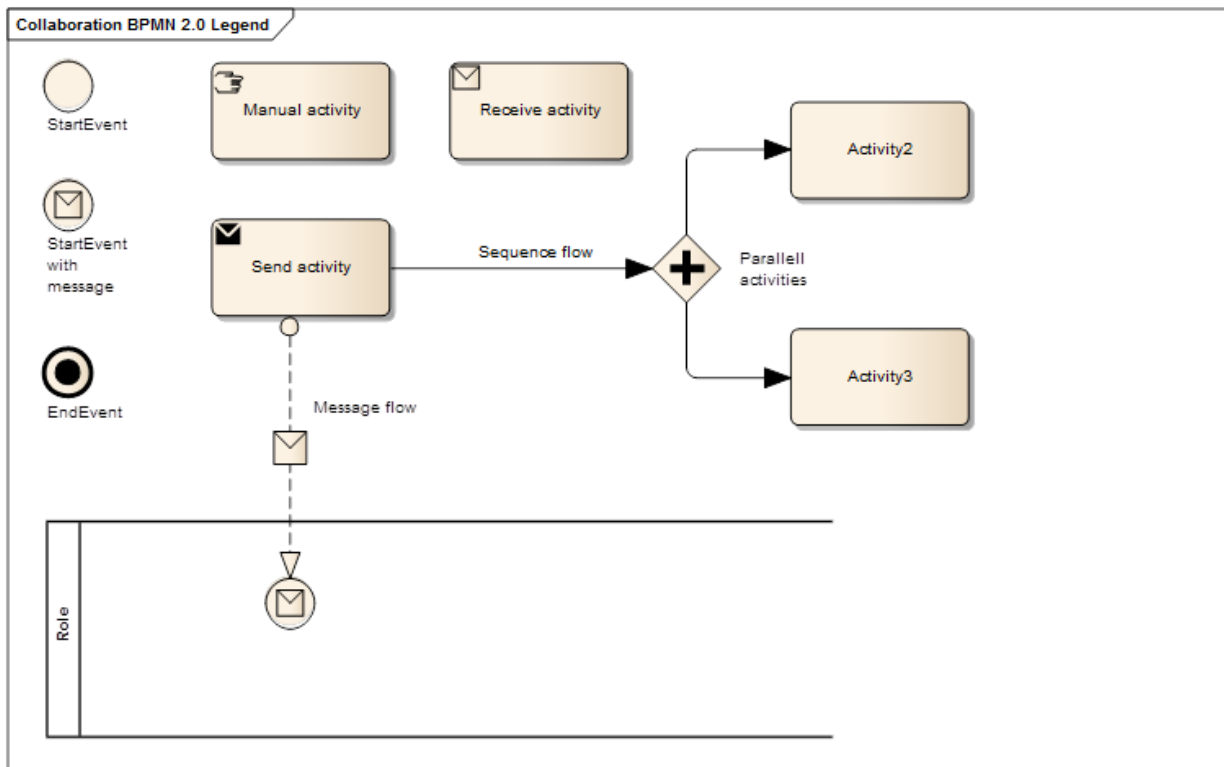 Collaboration BPMN 2.0 Legend
StartEvent
Manual activity
Receive activity
Activity2
StartEvent
with
message
Send activity
Sequence flow
Parallell
activities
EndEvent
Message flow
Activity3
Role